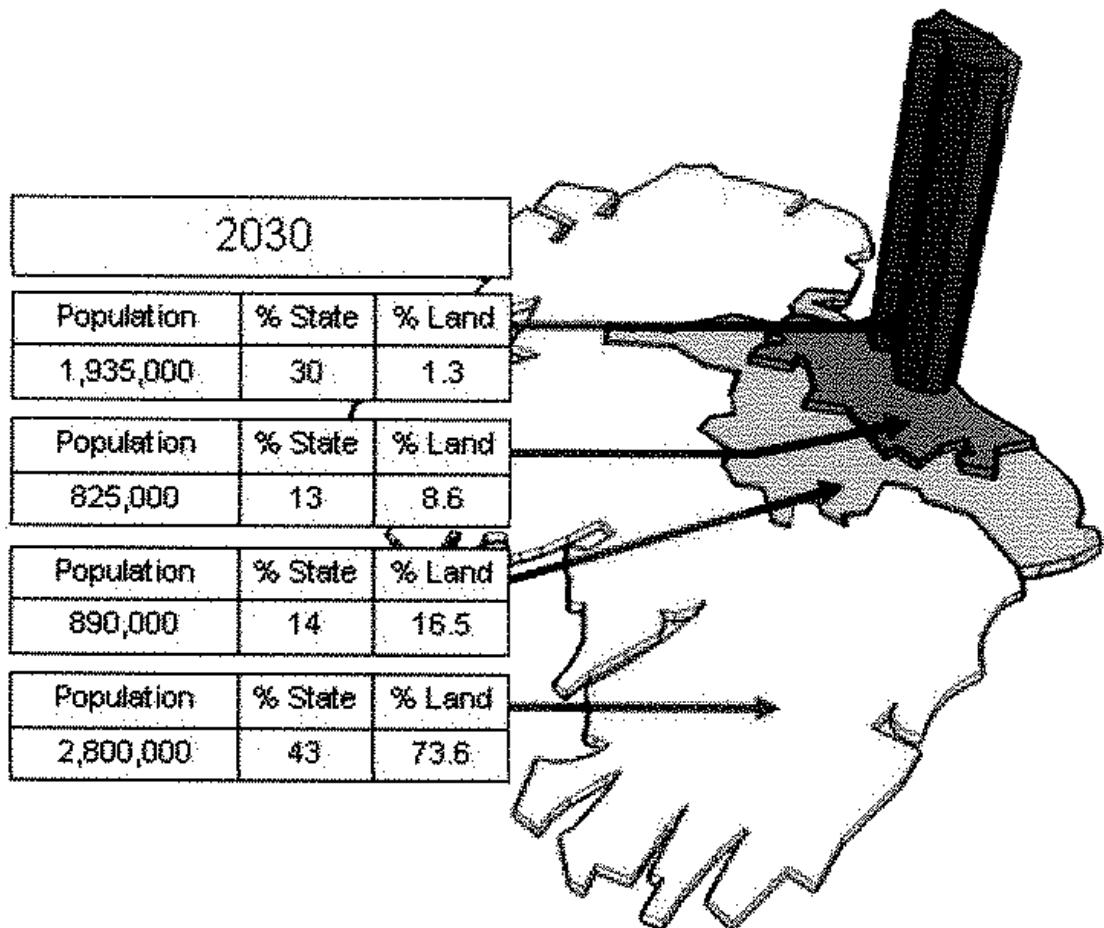 2030
Population % State % Land
1,935,000 30 1.3
Population % State % Land
825,000 13 8.6
Population % State % Land
890,000 14 16.5
Population % State % Land
2,800,000 43 73.6